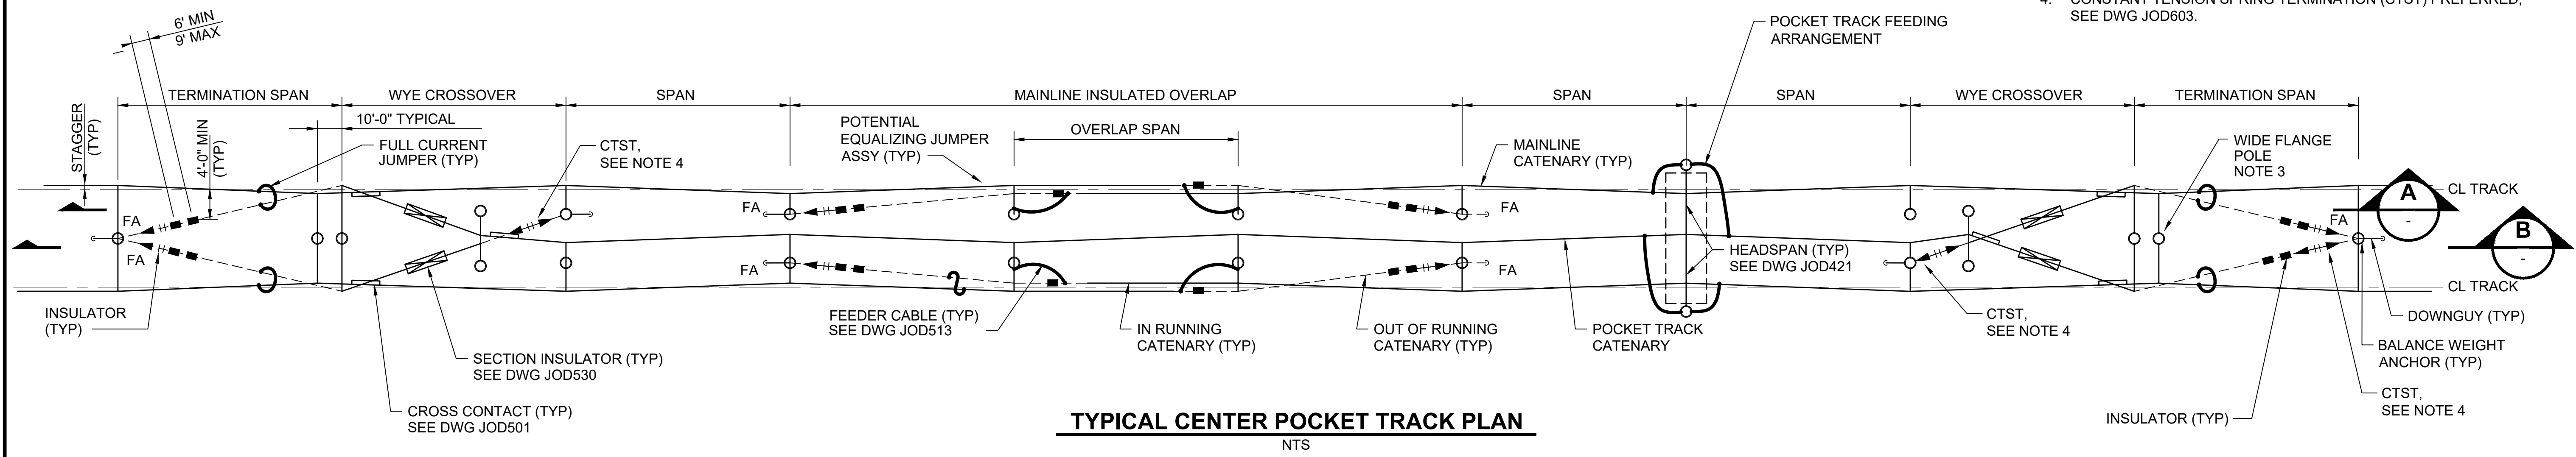 4. CONSTANT TENSION SPRING TERMINATION (CTST) PREFERRED,
SEE DWG JOD603.
6' MIN
9' MAX
POCKET TRACK FEEDING
ARRANGEMENT
TERMINATION SPAN
WYE CROSSOVER
SPAN
MAINLINE INSULATED OVERLAP
SPAN
SPAN
WYE CROSSOVER
TERMINATION SPAN
STAGGER
(TYP)
4'-0" MIN
(TYP)
10'-0" TYPICAL
FULL CURRENT
JUMPER (TYP)
CTST,
SEE NOTE 4
POTENTIAL
EQUALIZING JUMPER
ASSY (TYP)
OVERLAP SPAN
MAINLINE
CATENARY (TYP)
WIDE FLANGE
POLE
NOTE 3
A
-
CL TRACK
FA
FA
FA
FA
B
-
FA
FA
FA
HEADSPAN (TYP)
SEE DWG JOD421
CL TRACK
INSULATOR
(TYP)
FEEDER CABLE (TYP)
SEE DWG JOD513
IN RUNNING
CATENARY (TYP)
OUT OF RUNNING
CATENARY (TYP)
POCKET TRACK
CATENARY
CTST,
SEE NOTE 4
DOWNGUY (TYP)
SECTION INSULATOR (TYP)
SEE DWG JOD530
BALANCE WEIGHT
ANCHOR (TYP)
CROSS CONTACT (TYP)
SEE DWG JOD501
INSULATOR (TYP)
CTST,
SEE NOTE 4
TYPICAL CENTER POCKET TRACK PLAN
NTS